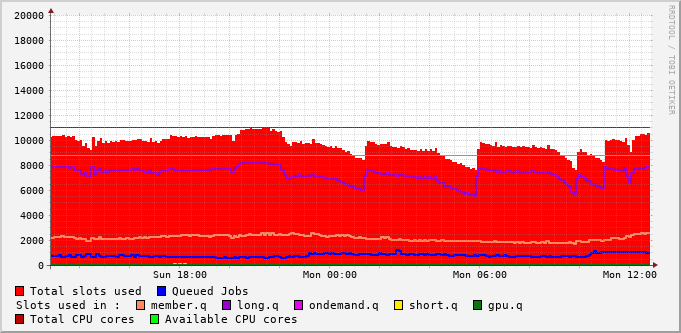 20000
18000
16000
14000
12000
10000
8000
6000
4000
2000
0
Sun 18:00 Mon 00:00 Mon 06:00 Mon 12:00
Total slots used Queued Jobs
Slots used in : member.q long.q ondemand.q short.q gpu.q
Total CPU cores Available CPU cores
RRDTOOL / TOBI OETIKER